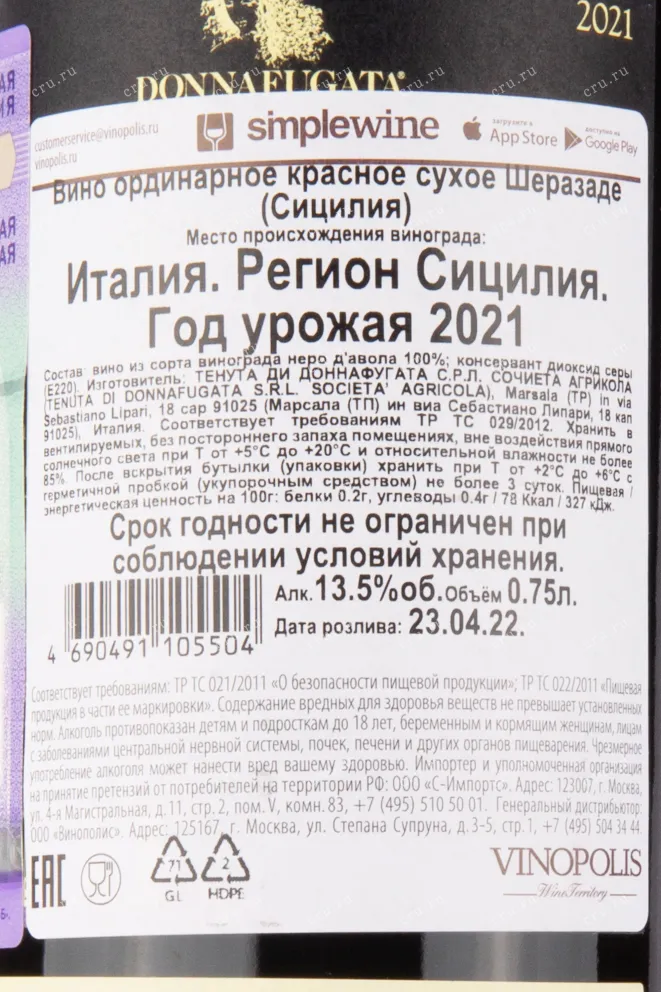 2021
DONNAFUGATA®
customerservice@vinopolis.ru
vinopolis.ru
simplewine
загрузите в
App Store
доступно на
Google Play
Вино ординарное красное сухое Шеразаде
(Сицилия)
Место происхождения винограда:
Италия. Регион Сицилия.
Год урожая 2021
Состав: вино из сорта винограда неро д'авола 100%; консервант диоксид серы
(E220). Изготовитель: ТЕНУТА ДИ ДОННАФУГАТА С.Р.Л. СОЧИЕТА АГРИКОЛА
(TENUTA DI DONNAFUGATA S.R.L. SOCIETA' AGRICOLA), Marsala (TP) in via
Sebastiano Lipari, 18 cap 91025 (Марсала (ТП) ин виа Себастиано Липари, 18 кап
91025), Италия. Соответствует требованиям ТР ТС 029/2012. Хранить в
вентилируемых, без постороннего запаха помещениях, вне воздействия прямого
солнечного света при Т от +5°С до +20°С и относительной влажности не более
85%. После вскрытия бутылки (упаковки) хранить при Т от +2°С до +6°С с
герметичной пробкой (укупорочным средством) не более 3 суток. Пищевая /
энергетическая ценность на 100г: белки 0.2г, углеводы 0.4г / 78 Ккал / 327 кДж.
Срок годности не ограничен при
соблюдении условий хранения.
Алк. 13.5%об. Объём 0.75л.
Дата розлива: 23.04.22.
4 690491 105504
Соответствует требованиям: ТР ТС 021/2011 «О безопасности пищевой продукции»; ТР ТС 022/2011 «Пищевая
продукция в части ее маркировки». Содержание вредных для здоровья веществ не превышает установленных
норм. Алкоголь противопоказан детям и подросткам до 18 лет, беременным и кормящим женщинам, лицам
с заболеваниями центральной нервной системы, почек, печени и других органов пищеварения. Чрезмерное
употребление алкоголя может нанести вред вашему здоровью. Импортер и уполномоченная организация
на принятие претензий от потребителей на территории РФ: ООО «С-Импортс». Адрес: 123007, г. Москва,
ул. 4-я Магистральная, д.11, стр. 2, пом. V, комн. 83, +7 (495) 510 50 01. Генеральный дистрибьютор:
ООО «Винополис». Адрес: 125167, г. Москва, ул. Степана Супруна, д.3-5, стр.1, +7 (495) 504 34 44.
EAC
71
GL
2
HDPE
VINOPOLIS
Wine Territory